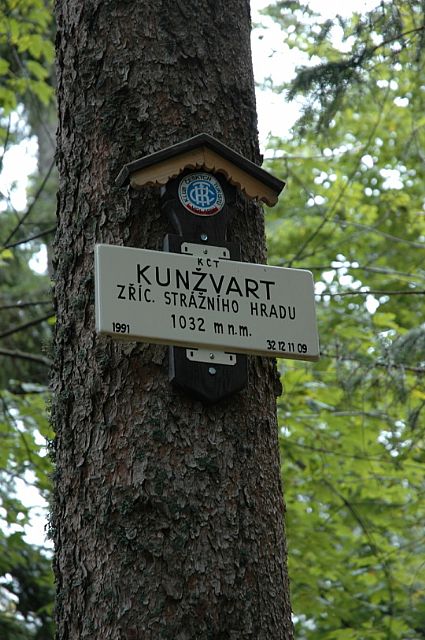 KČT
KUNŽVART
ZŘÍC. STRÁŽNÍHO HRADU
1032 m n.m.
1991
32 12 11 09